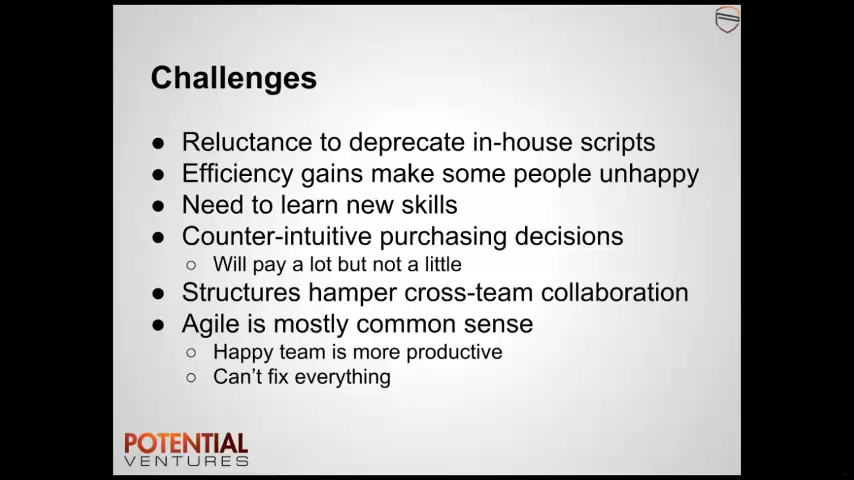 Challenges
● Reluctance to deprecate in-house scripts
● Efficiency gains make some people unhappy
● Need to learn new skills
● Counter-intuitive purchasing decisions
○ Will pay a lot but not a little
● Structures hamper cross-team collaboration
● Agile is mostly common sense
○ Happy team is more productive
○ Can't fix everything
POTENTIAL
VENTURES